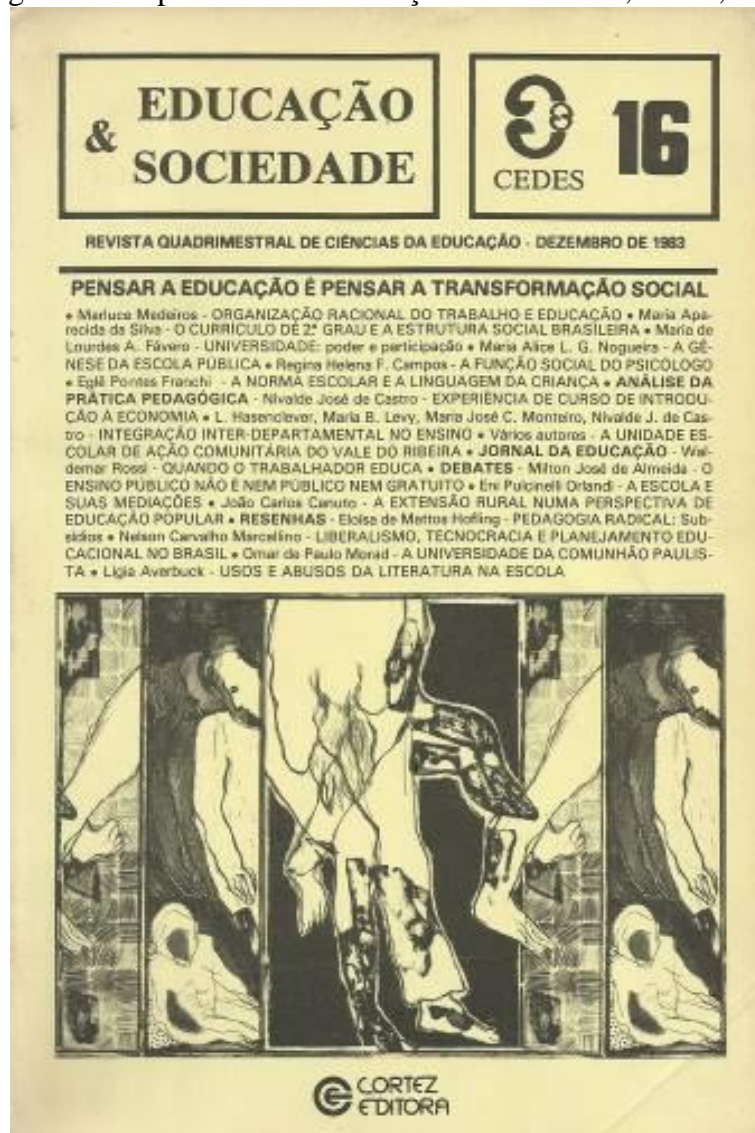 EDUCAÇÃO
& SOCIEDADE
CEDES
16
REVISTA QUADRIMESTRAL DE CIÊNCIAS DA EDUCAÇÃO - DEZEMBRO DE 1983
PENSAR A EDUCAÇÃO É PENSAR A TRANSFORMAÇÃO SOCIAL
• Marluce Medeiros - ORGANIZAÇÃO RACIONAL DO TRABALHO E EDUCAÇÃO • Maria Apa-
recida da Silva - O CURRÍCULO DE 2º GRAU E A ESTRUTURA SOCIAL BRASILEIRA • Maria de
Lourdes A. Fávero - UNIVERSIDADE: poder e participação • Maria Alice L. G. Nogueira - A GÊ-
NESE DA ESCOLA PÚBLICA • Regina Helena F. Campos - A FUNÇÃO SOCIAL DO PSICÓLOGO
• Eglê Pontes Franchi - A NORMA ESCOLAR E A LINGUAGEM DA CRIANÇA • ANÁLISE DA
PRÁTICA PEDAGÓGICA - Nivalde José de Castro - EXPERIÊNCIA DE CURSO DE INTRODU-
ÇÃO À ECONOMIA • L. Hasenclever, Maria B. Levy, Maria José C. Monteiro, Nivalde J. de Cas-
tro - INTEGRAÇÃO INTER-DEPARTAMENTAL NO ENSINO • Vários autores - A UNIDADE ES-
COLAR DE AÇÃO COMUNITÁRIA DO VALE DO RIBEIRA • JORNAL DA EDUCAÇÃO - Wal-
demar Rossi - QUANDO O TRABALHADOR EDUCA • DEBATES - Milton José de Almeida - O
ENSINO PÚBLICO NÃO É NEM PÚBLICO NEM GRATUITO • Eni Pulcinelli Orlandi - A ESCOLA E
SUAS MEDIAÇÕES • João Carlos Canuto - A EXTENSÃO RURAL NUMA PERSPECTIVA DE
EDUCAÇÃO POPULAR • RESENHAS - Eloísa de Mattos Hofling - PEDAGOGIA RADICAL: Sub-
sídios • Nelson Carvalho Marcellino - LIBERALISMO, TECNOCRACIA E PLANEJAMENTO EDU-
CACIONAL NO BRASIL • Omar de Paulo Morad - A UNIVERSIDADE DA COMUNHÃO PAULIS-
TA • Ligia Averbuck - USOS E ABUSOS DA LITERATURA NA ESCOLA
CORTEZ
EDITORA